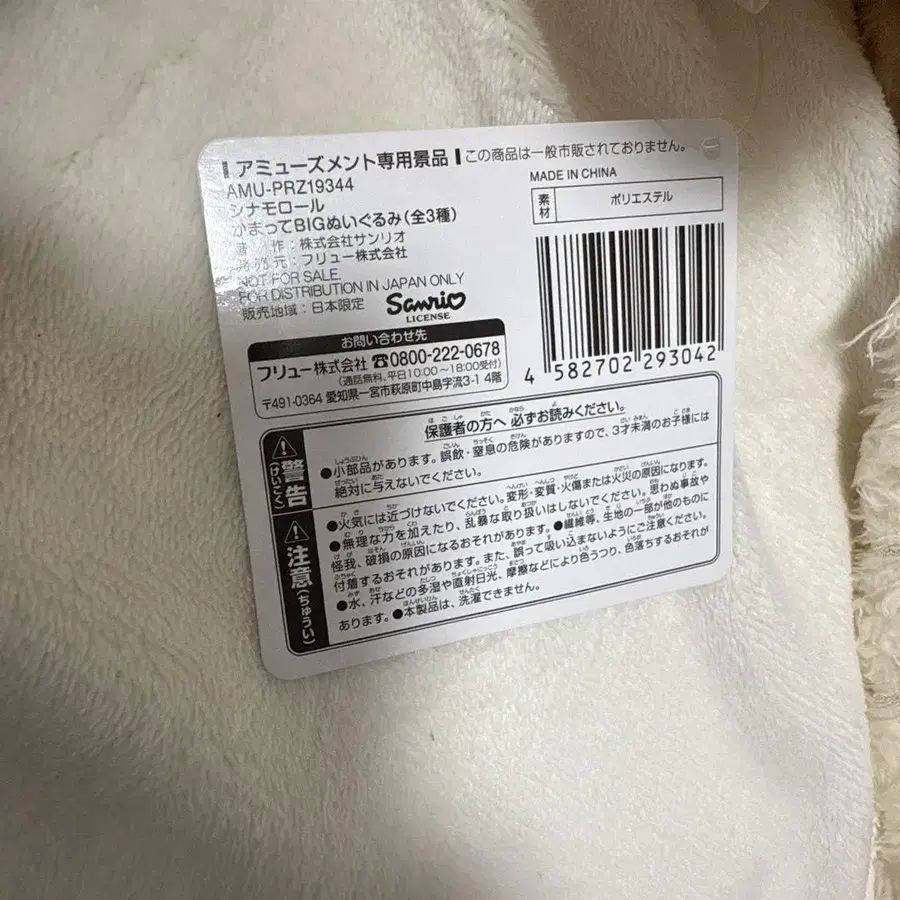 アミューズメント専用景品 この商品は一般市販されておりません。
AMU-PRZ19344
シナモロール
かまってBIGぬいぐるみ(全3種)
著 作:株式会社サンリオ
発売元:フリュー株式会社
NOT FOR SALE.
FOR DISTRIBUTION IN JAPAN ONLY
販売地域:日本限定
Sanrio
LICENSE
MADE IN CHINA
素材 ポリエステル
4 582702 293042
お問い合わせ先
フリュー株式会社 ☎0800-222-0678
(通話無料、平日10:00~18:00受付)
〒491-0364 愛知県一宮市萩原町中島字流3-1 4階
保護者の方へ 必ずお読みください。
警告(けいこく)
●小部品があります。誤飲・窒息の危険がありますので、3才未満のお子様には
絶対に与えないでください。
注意(ちゅうい)
●火気には近づけないでください。変形・変質・火傷または火災の原因になります。
●無理な力を加えたり、乱暴な取り扱いはしないでください。思わぬ事故や
怪我、破損の原因になるおそれがあります。●繊維等、生地の一部が他のものに
付着するおそれがあります。また、誤って吸い込まないようにご注意ください。
●水、汗などの多湿や直射日光、摩擦などにより色うつり、色落ちするおそれが
あります。●本製品は、洗濯できません。